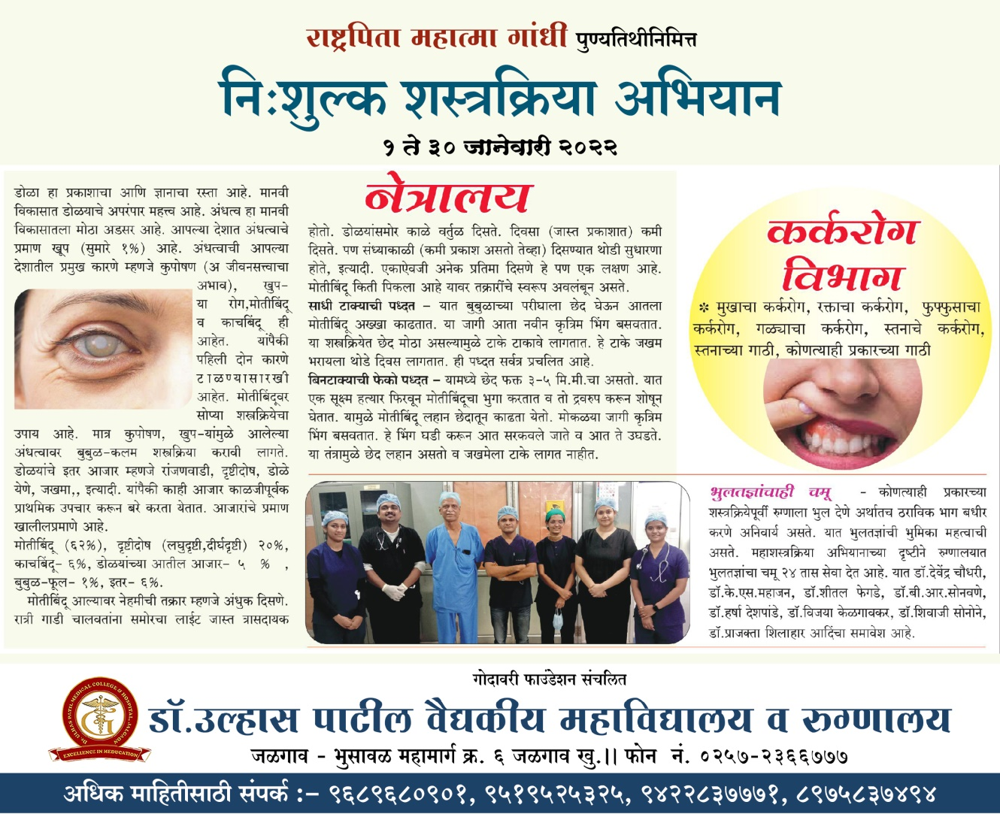 राष्ट्रपिता महात्मा गांधी पुण्यतिथीनिमित्त
निःशुल्क शस्त्रक्रिया अभियान
१ ते ३० जानेवारी २०२२
डोळा हा प्रकाशाचा आणि ज्ञानाचा रस्ता आहे. मानवी
विकासात डोळयाचे अपरंपार महत्त्व आहे. अंधत्व हा मानवी
विकासातला मोठा अडसर आहे. आपल्या देशात अंधत्वाचे
प्रमाण खूप (सुमारे १%) आहे. अंधत्वाची आपल्या
देशातील प्रमुख कारणे म्हणजे कुपोषण (अ जीवनसत्त्वाचा
अभाव), खुप-
या रोग,मोतीबिंदू
व काचबिंदू ही
आहेत. यांपैकी
पहिली दोन कारणे
टाळण्यासारखी
आहेत. मोतीबिंदूवर
सोप्या शस्त्रक्रियेचा
उपाय आहे. मात्र कुपोषण, खुप-यांमुळे आलेल्या
अंधत्वावर बुबुळ-कलम शस्त्रक्रिया करावी लागते.
डोळयांचे इतर आजार म्हणजे रांजणवाडी, दृष्टीदोष, डोळे
येणे, जखमा,, इत्यादी. यांपैकी काही आजार काळजीपूर्वक
प्राथमिक उपचार करून बरे करता येतात. आजारांचे प्रमाण
खालीलप्रमाणे आहे.
मोतीबिंदू (६२%), दृष्टीदोष (लघुदृष्टी,दीर्घदृष्टी) २०%,
काचबिंदू- ६%, डोळयांच्या आतील आजार- ५ % ,
बुबुळ-फूल- १%, इतर- ६%.
मोतीबिंदू आल्यावर नेहमीची तक्रार म्हणजे अंधुक दिसणे.
रात्री गाडी चालवतांना समोरचा लाईट जास्त त्रासदायक
नेत्रालय
होतो. डोळयांसमोर काळे वर्तुळ दिसते. दिवसा (जास्त प्रकाशात) कमी
दिसते. पण संध्याकाळी (कमी प्रकाश असतो तेव्हा) दिसण्यात थोडी सुधारणा
होते, इत्यादी. एकाऐवजी अनेक प्रतिमा दिसणे हे पण एक लक्षण आहे.
मोतीबिंदू किती पिकला आहे यावर तक्रारींचे स्वरूप अवलंबून असते.
साधी टाक्याची पध्दत – यात बुबुळाच्या परीघाला छेद घेऊन आतला
मोतीबिंदू अख्खा काढतात. या जागी आता नवीन कृत्रिम भिंग बसवतात.
या शस्त्रक्रियेत छेद मोठा असल्यामुळे टाके टाकावे लागतात. हे टाके जखम
भरायला थोडे दिवस लागतात. ही पध्दत सर्वत्र प्रचलित आहे.
बिनटाक्याची फेको पध्दत – यामध्ये छेद फक्त ३-५ मि.मी.चा असतो. यात
एक सूक्ष्म हत्यार फिरवून मोतीबिंदूचा भुगा करतात व तो द्रवरुप करून शोषून
घेतात. यामुळे मोतीबिंदू लहान छेदातून काढता येतो. मोकळया जागी कृत्रिम
भिंग बसवतात. हे भिंग घडी करून आत सरकवले जाते व आत ते उघडते.
या तंत्रामुळे छेद लहान असतो व जखमेला टाके लागत नाहीत.
कर्करोग
विभाग
✻ मुखाचा कर्करोग, रक्ताचा कर्करोग, फुफ्फुसाचा
कर्करोग, गळ्याचा कर्करोग, स्तनाचे कर्करोग,
स्तनाच्या गाठी, कोणत्याही प्रकारच्या गाठी
भुलतज्ञांचाही चमू - कोणत्याही प्रकारच्या
शस्त्रक्रियेपूर्वी रुग्णाला भुल देणे अर्थातच ठराविक भाग बधीर
करणे अनिवार्य असते. यात भुलतज्ञांची भुमिका महत्वाची
असते. महाशस्त्रक्रिया अभियानाच्या दृष्टीने रुग्णालयात
भुलतज्ञांचा चमू २४ तास सेवा देत आहे. यात डॉ.देवेंद्र चौधरी,
डॉ.के.एस.महाजन, डॉ.शीतल फेगडे, डॉ.बी.आर.सोनवणे,
डॉ.हर्षा देशपांडे, डॉ.विजया केळगावकर, डॉ.शिवाजी सोनोने,
डॉ.प्राजक्ता शिलाहार आदिंचा समावेश आहे.
गोदावरी फाउंडेशन संचलित
डॉ.उल्हास पाटील वैद्यकीय महाविद्यालय व रुग्णालय
DR. ULHAS PATIL MEDICAL COLLEGE & HOSPITAL, JALGAON
EXCELLENCE IN MEDUCATION
जळगाव - भुसावळ महामार्ग क्र. ६ जळगाव खु.|| फोन नं. ०२५७-२३६६७७७
अधिक माहितीसाठी संपर्क :– ९६८९६८०९०१, ९५१९५२५३२५, ९४२२८३७७७१, ८९७५८३७४९४